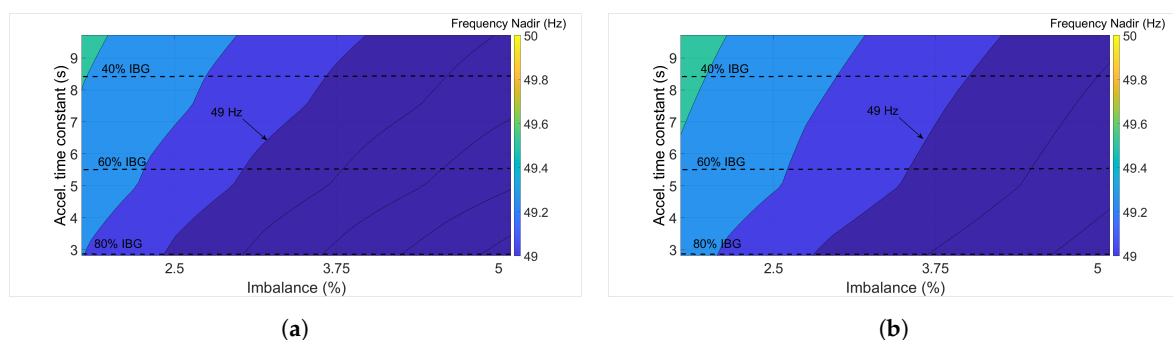 Frequency Nadir (Hz)
50
49.8
49.6
49.4
49.2
49
Accel. time constant (s)
9
8
7
6
5
4
3
40% IBG
49 Hz
60% IBG
80% IBG
2.5
3.75
5
Imbalance (%)
(a)
Frequency Nadir (Hz)
50
49.8
49.6
49.4
49.2
49
Accel. time constant (s)
9
8
7
6
5
4
3
40% IBG
49 Hz
60% IBG
80% IBG
2.5
3.75
5
Imbalance (%)
(b)